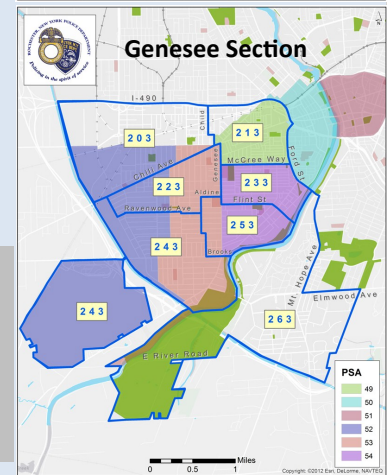 ROCHESTER, NEW YORK POLICE DEPARTMENT
Policing in the spirit of service
Genesee Section
I-490
203
Child
213
Chili Ave
Genesee
McCree Way
Ford St
223
233
Aldine
Flint St
Ravenwood Ave
253
243
Brooks
Mt. Hope Ave
243
Elmwood Ave
263
E River Road
PSA
49
50
51
52
53
54
Miles
0 0.5 1
Copyright: ©2012 Esri, DeLorme, NAVTEQ